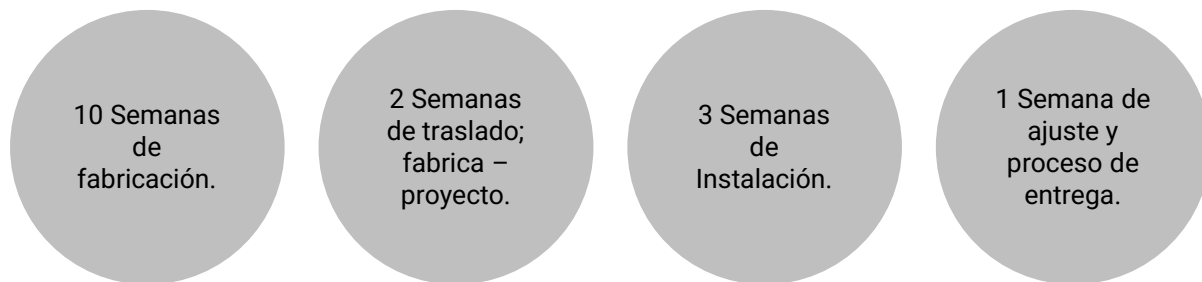 10 Semanas
de
fabricación.
2 Semanas
de traslado;
fabrica –
proyecto.
3 Semanas
de
Instalación.
1 Semana de
ajuste y
proceso de
entrega.